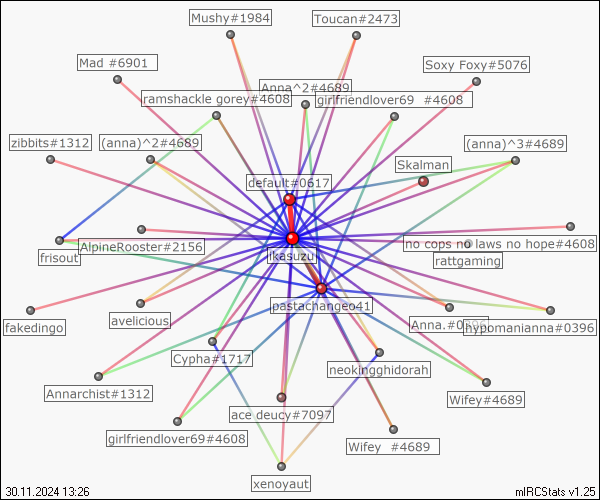 Mushy#1984
Toucan#2473
Mad #6901
Soxy Foxy#5076
Anna^2#4689
ramshackle gorey#4608
girlfriendlover69 #4608
zibbits#1312
(anna)^2#4689
(anna)^3#4689
Skalman
default#0617
AlpineRooster#2156
no cops no laws no hope#4608
frisout
jikasuzu
rattgaming
pastachangeo41
fakedingo
avelicious
hypomanianna#0396
Cypha#1717
neokingghidorah
Annarchist#1312
Wifey#4689
ace deucy#7097
girlfriendlover69#4608
Wifey #4689
xenoyaut
30.11.2024 13:26
mIRCStats v1.25